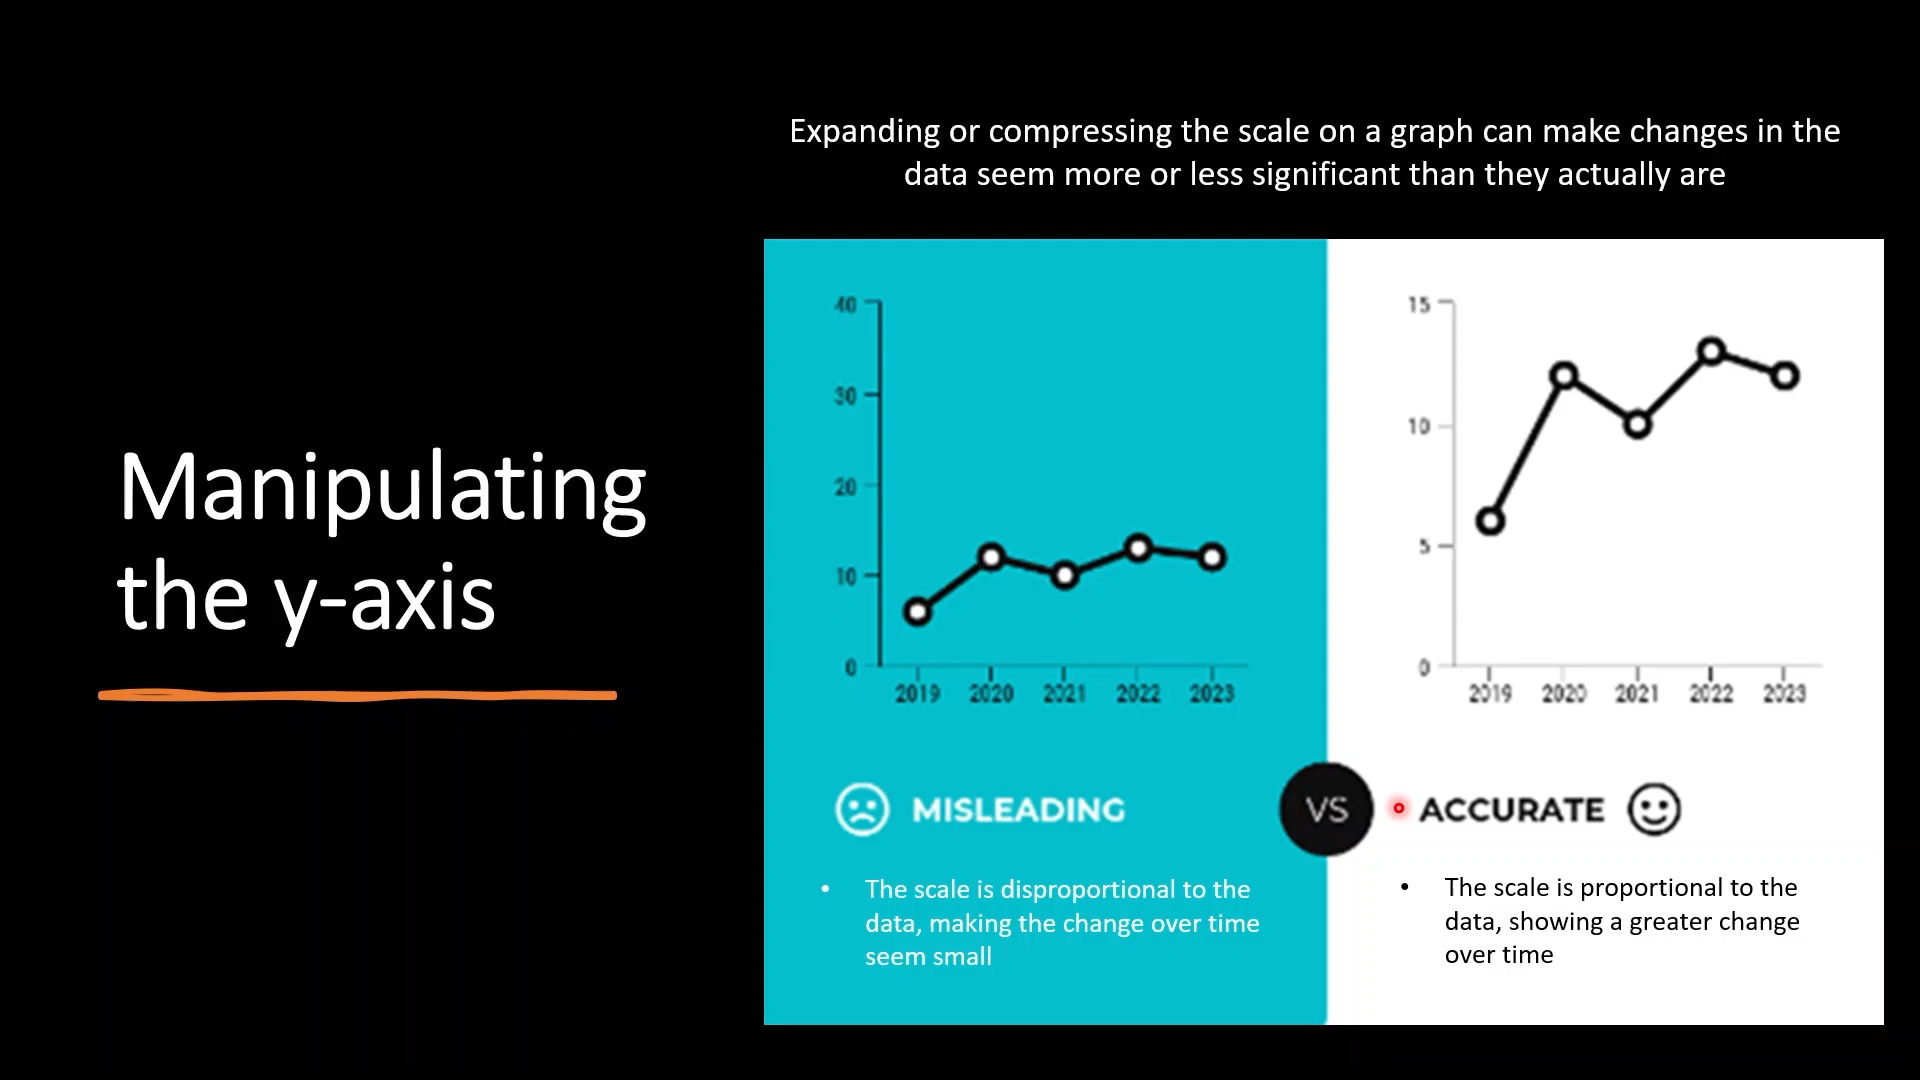 Expanding or compressing the scale on a graph can make changes in the
data seem more or less significant than they actually are
Manipulating
the y-axis
40
30
20
10
0
2019 2020 2021 2022 2023
MISLEADING
• The scale is disproportional to the
data, making the change over time
seem small
VS
15
10
5
0
2019 2020 2021 2022 2023
ACCURATE
• The scale is proportional to the
data, showing a greater change
over time